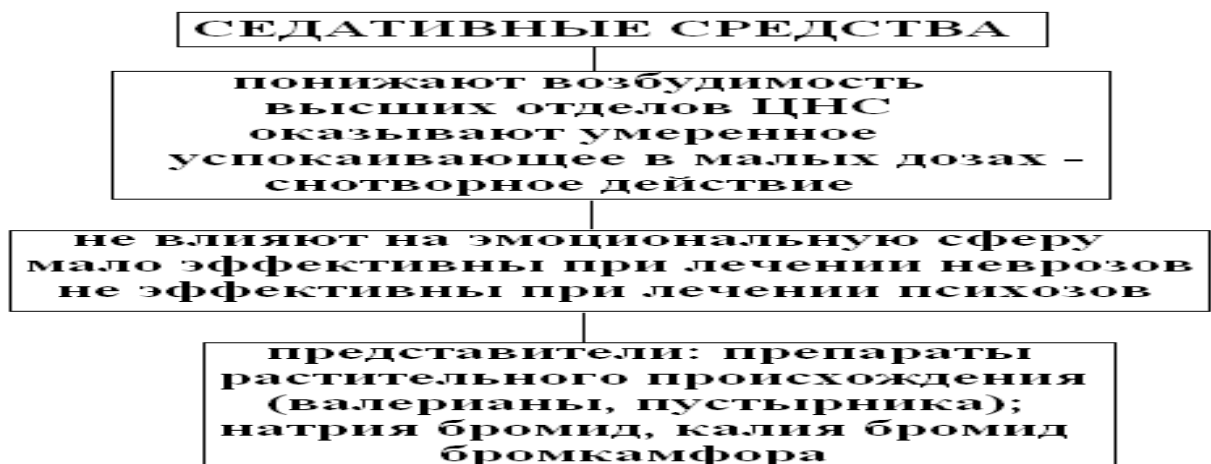 СЕДАТИВНЫЕ СРЕДСТВА
понижают возбудимость
высших отделов ЦНС
оказывают умеренное
успокаивающее в малых дозах -
снотворное действие
не влияют на эмоциональную сферу
мало эффективны при лечении неврозов
не эффективны при лечении психозов
представители: препараты
растительного происхождения
(валерианы, пустырника);
натрия бромид, калия бромид
бромкамфора